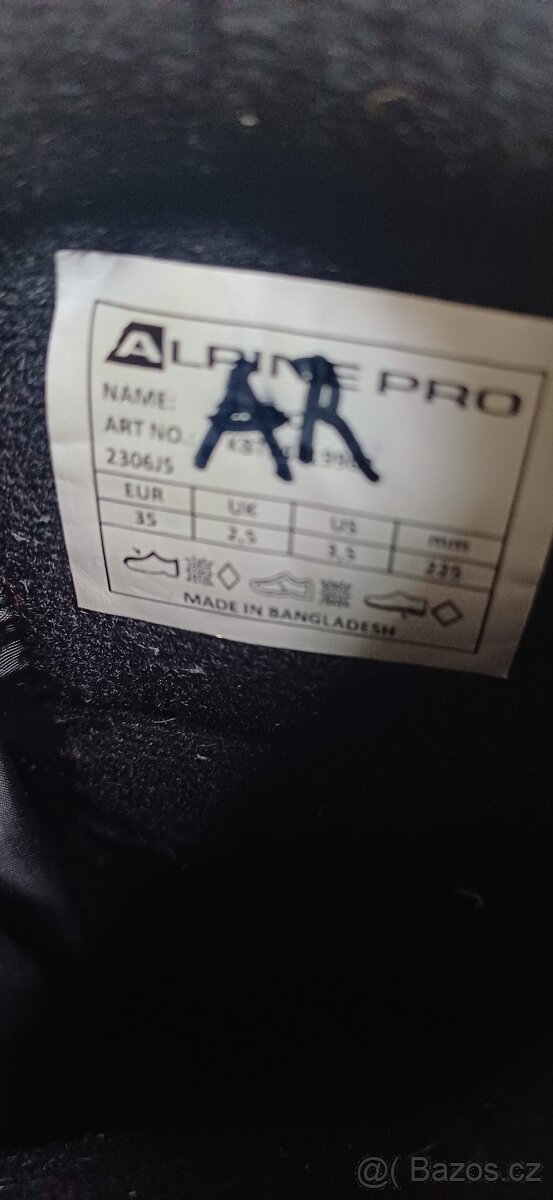 ALPINE PRO
AR
NAME:
ART NO.:
2306JS
EUR UK US mm
35 2,5 3,5 225
MADE IN BANGLADESH
@( Bazos.cz